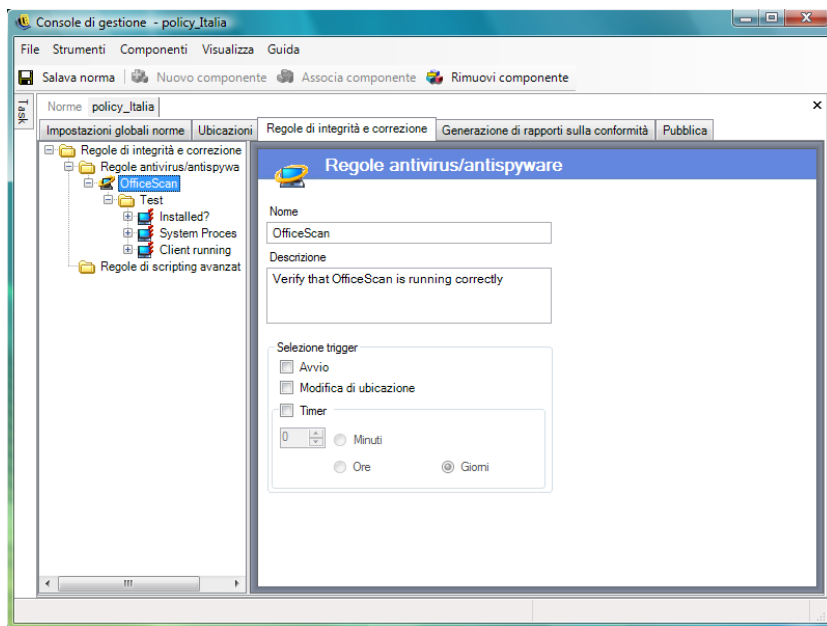 Console di gestione - policy_Italia
File Strumenti Componenti Visualizza Guida
Salava norma Nuovo componente Associa componente Rimuovi componente
Task
Norme policy_Italia
Impostazioni globali norme Ubicazioni Regole di integrità e correzione Generazione di rapporti sulla conformità Pubblica
Regole di integrità e correzione
Regole antivirus/antispywa
OfficeScan
Test
Installed?
System Proces
Client running
Regole di scripting avanzat
Regole antivirus/antispyware
Nome
OfficeScan
Descrizione
Verify that OfficeScan is running correctly
Selezione trigger
Avvio
Modifica di ubicazione
Timer
0 Minuti
Ore Giorni